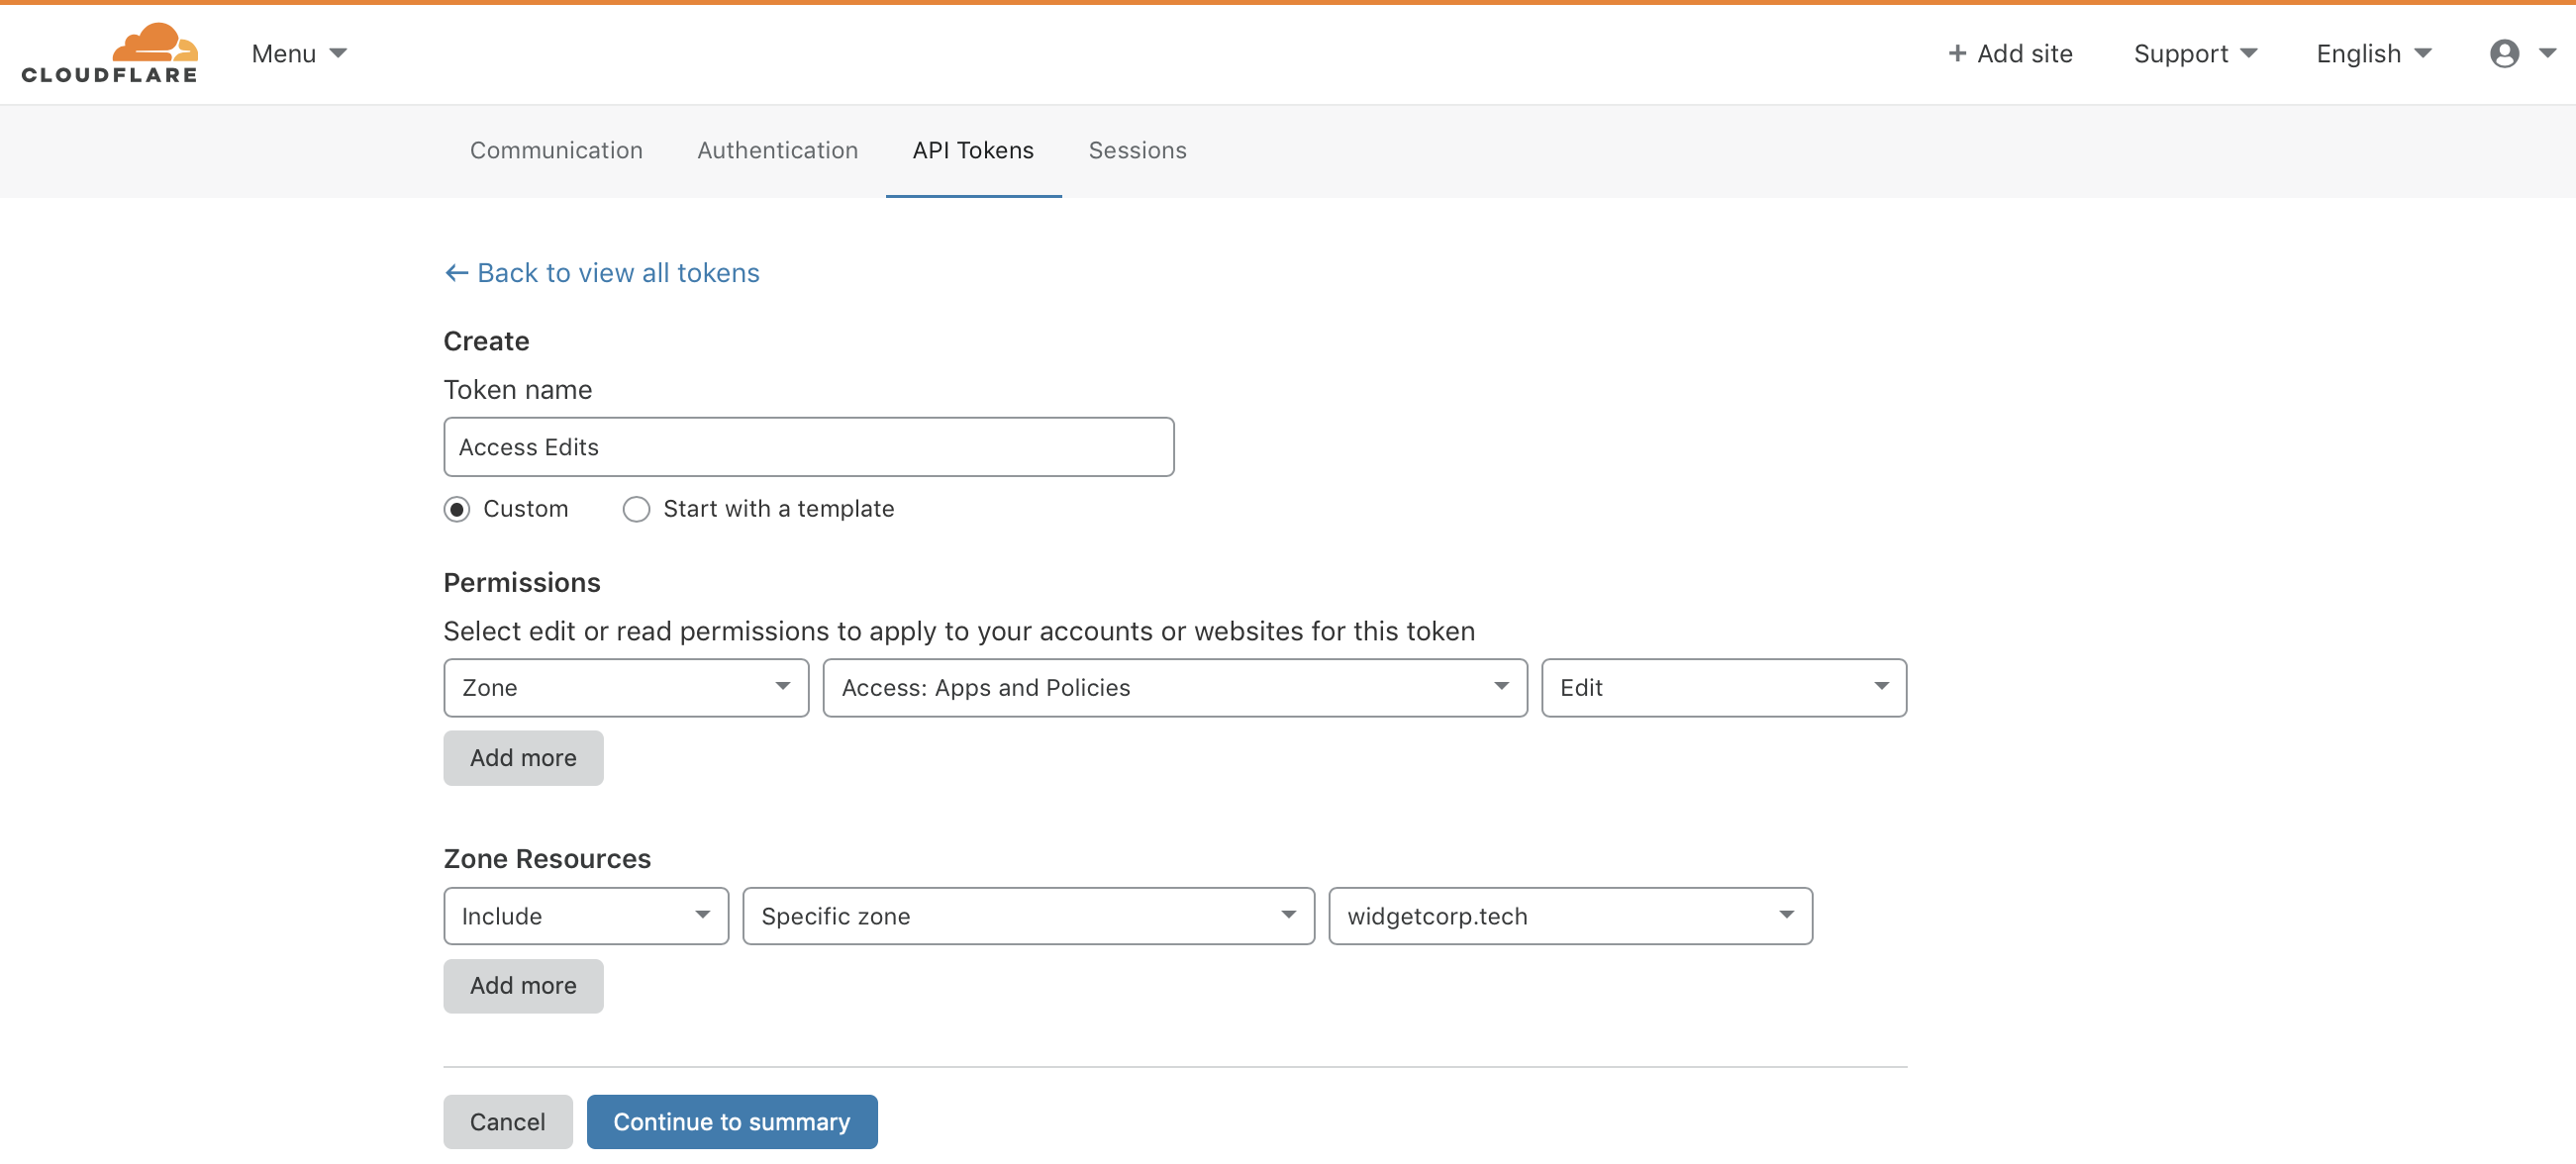 CLOUDFLARE Menu + Add site Support English
Communication Authentication API Tokens Sessions
← Back to view all tokens
Create
Token name
Access Edits
Custom Start with a template
Permissions
Select edit or read permissions to apply to your accounts or websites for this token
Zone Access: Apps and Policies Edit
Add more
Zone Resources
Include Specific zone widgetcorp.tech
Add more
Cancel Continue to summary